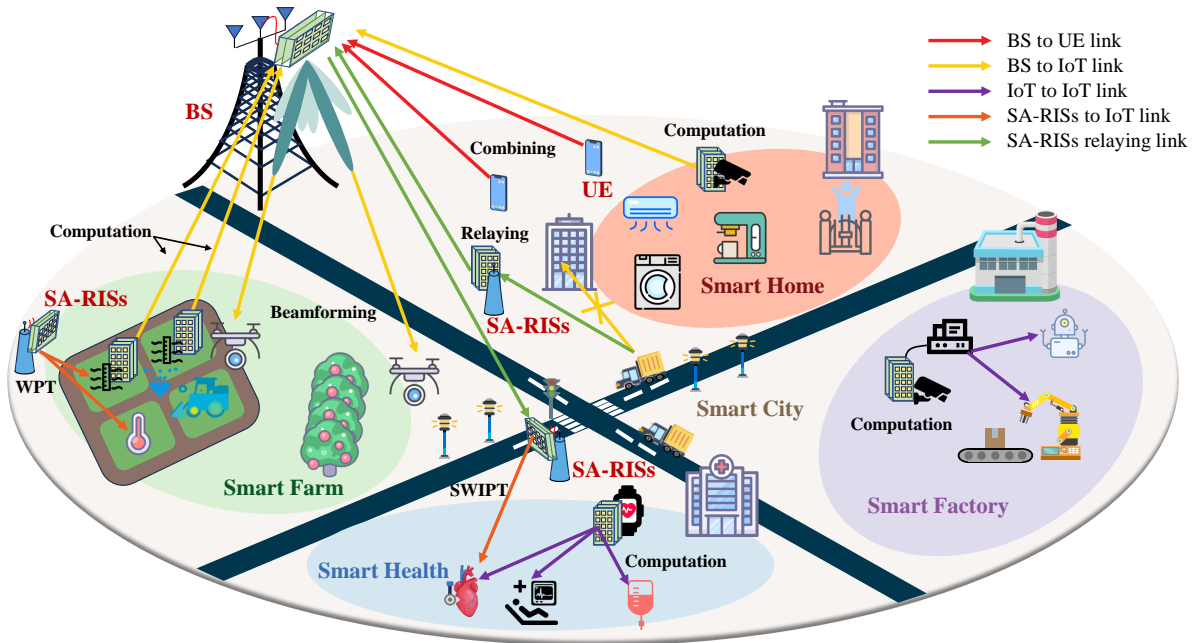 BS to UE link
BS to IoT link
IoT to IoT link
SA-RISs to IoT link
SA-RISs relaying link
BS
Combining
Computation
UE
Computation
Relaying
SA-RISs
Smart Home
SA-RISs
Beamforming
WPT
Smart City
Computation
Smart Farm
SWIPT
SA-RISs
Smart Factory
Smart Health
Computation